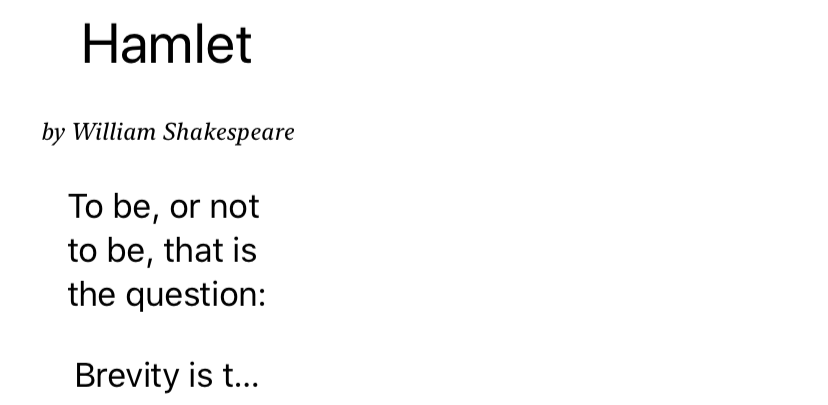 Hamlet
by William Shakespeare
To be, or not
to be, that is
the question:
Brevity is t...